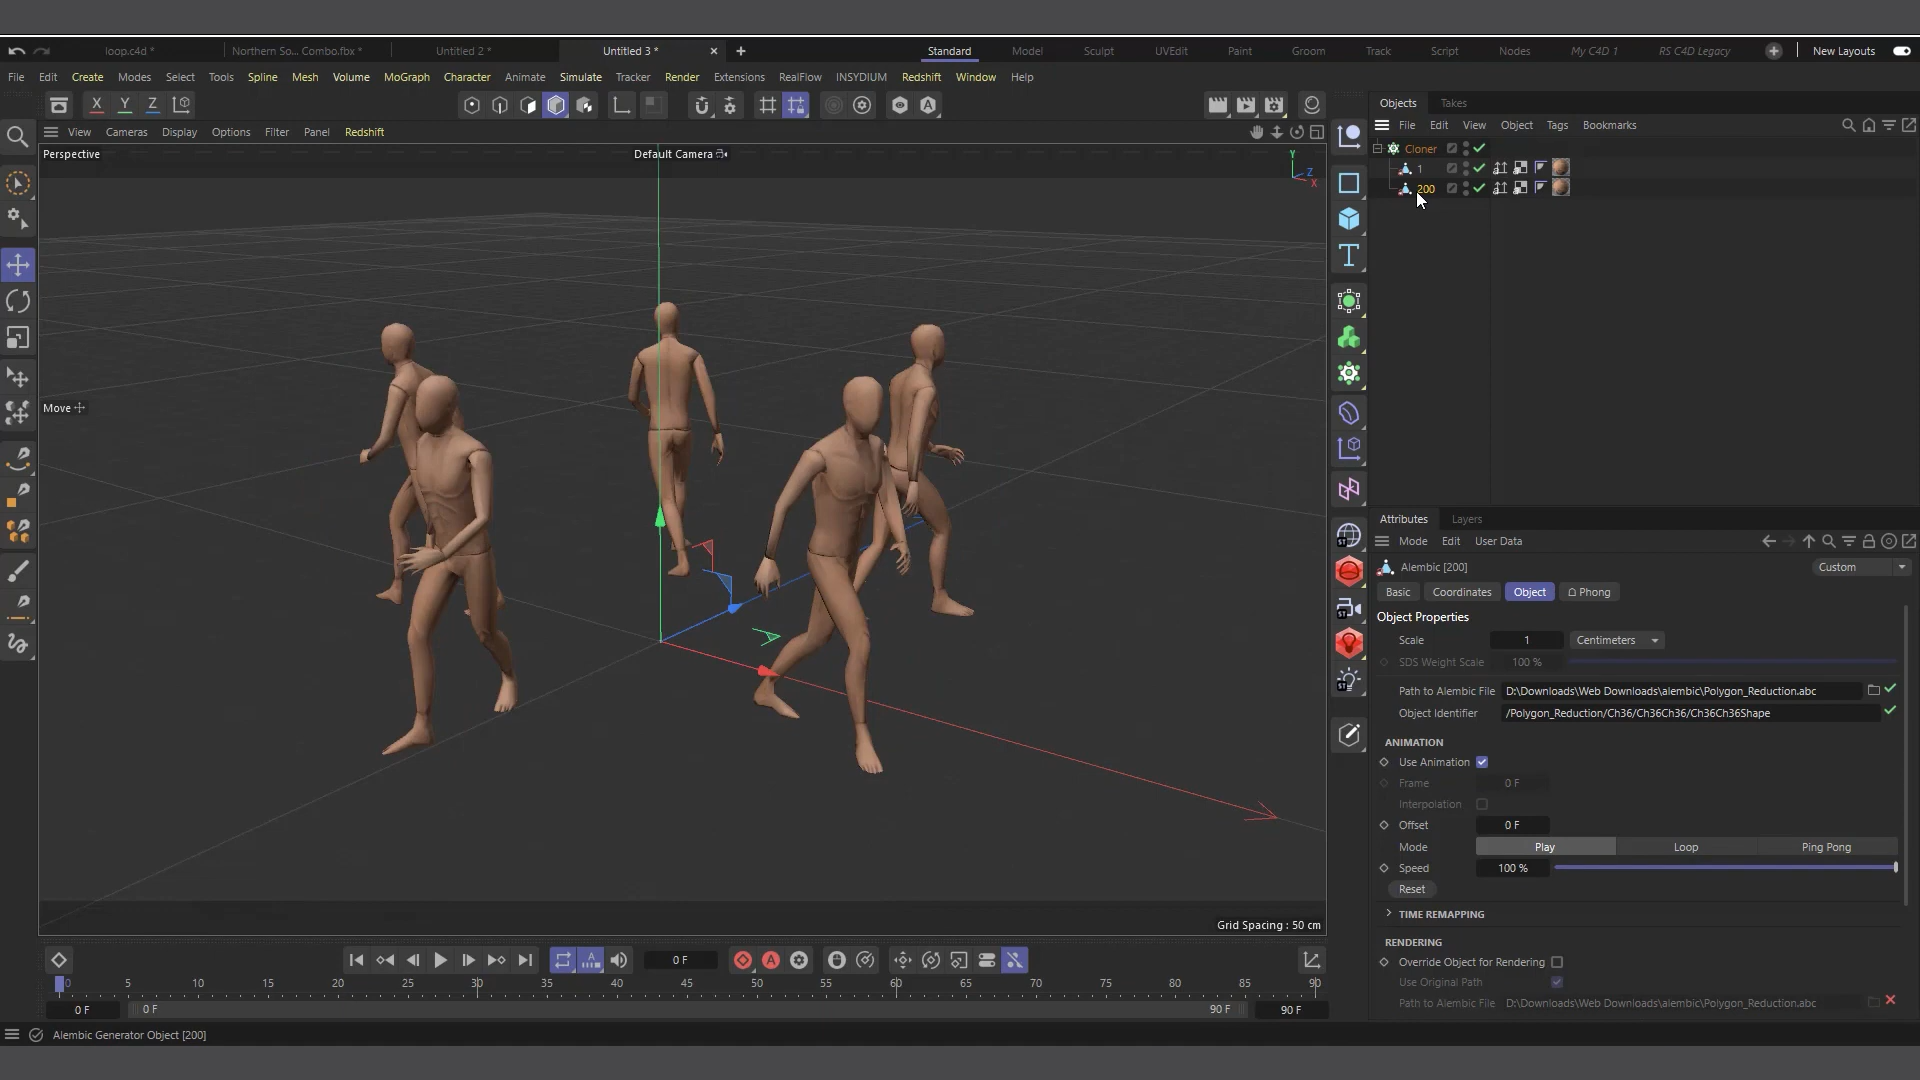 loop.c4d *
Northern So... Combo.fbx *
Untitled 2 *
Untitled 3 *
Standard
Model
Sculpt
UVEdit
Paint
Groom
Track
Script
Nodes
My C4D 1
RS C4D Legacy
New Layouts
File Edit Create Modes Select Tools Spline Mesh Volume MoGraph Character Animate Simulate Tracker Render Extensions RealFlow INSYDIUM Redshift Window Help
X Y Z
Objects Takes
File Edit View Object Tags Bookmarks
View Cameras Display Options Filter Panel Redshift
Perspective
Default Camera
Y
Z
X
Cloner
1
200
Move
Attributes Layers
Mode Edit User Data
Alembic [200]
Custom
Basic Coordinates Object Phong
Object Properties
Scale 1 Centimeters
SDS Weight Scale 100 %
Path to Alembic File D:\Downloads\Web Downloads\alembic\Polygon_Reduction.abc
Object Identifier /Polygon_Reduction/Ch36/Ch36Ch36/Ch36Ch36Shape
ANIMATION
Use Animation
Frame 0 F
Interpolation
Offset 0 F
Mode Play Loop Ping Pong
Speed 100 %
Reset
TIME REMAPPING
RENDERING
Override Object for Rendering
Use Original Path
Path to Alembic File D:\Downloads\Web Downloads\alembic\Polygon_Reduction.abc
Grid Spacing : 50 cm
0 F
0 5 10 15 20 25 30 35 40 45 50 55 60 65 70 75 80 85 90
0 F 0 F 90 F 90 F
Alembic Generator Object [200]